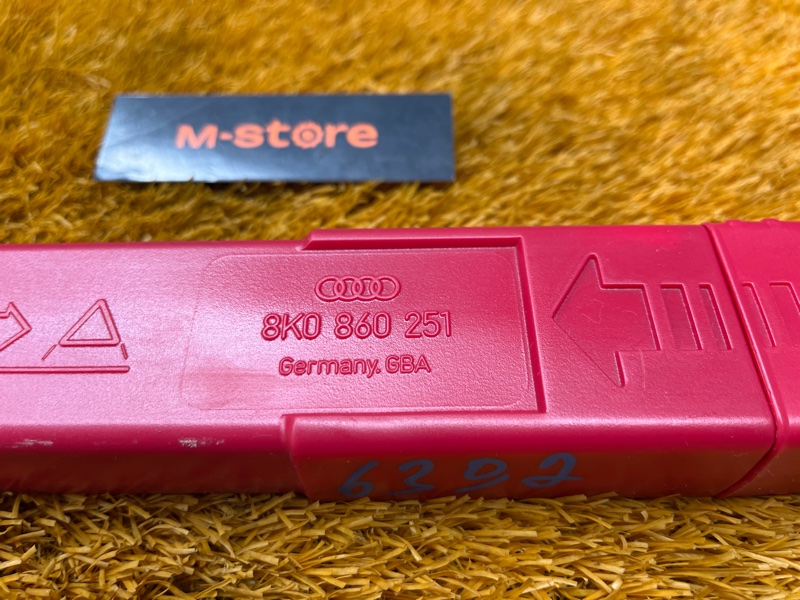 M-store
8K0 860 251
Germany. GBA
6392